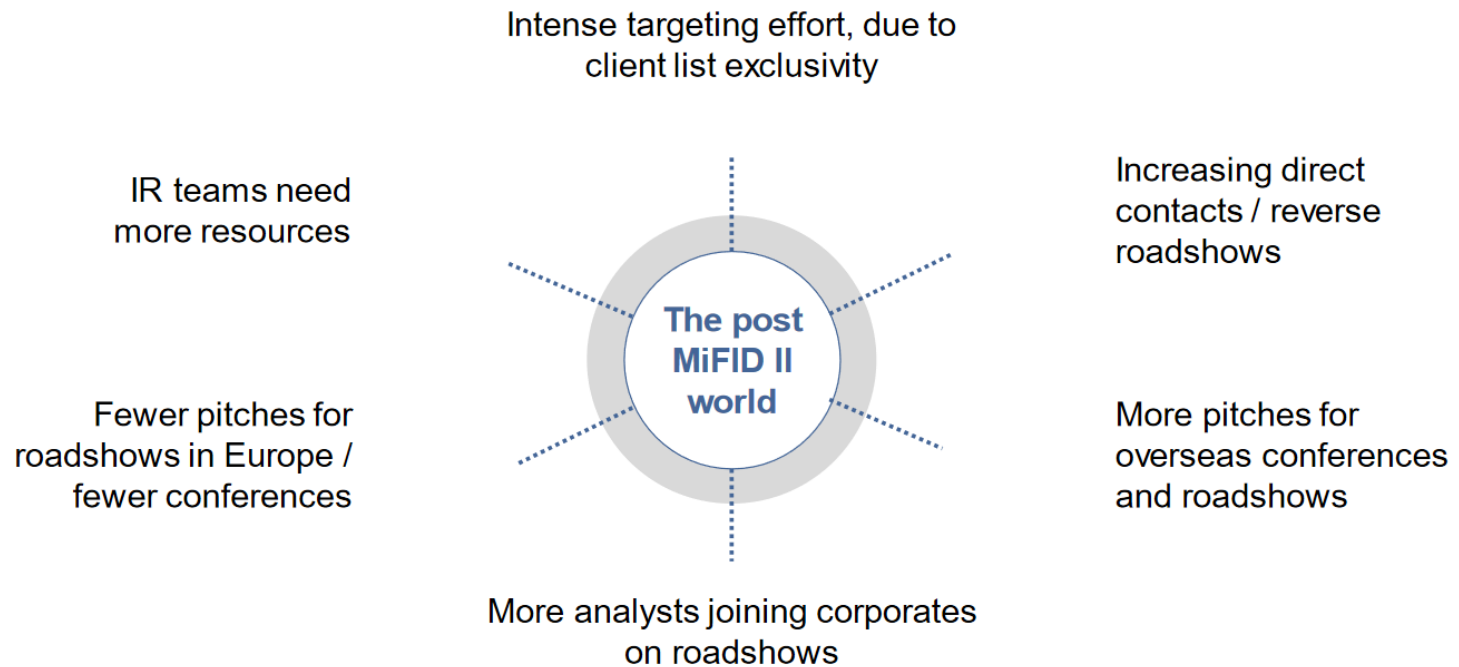 Intense targeting effort, due to
client list exclusivity
IR teams need
more resources
Increasing direct
contacts / reverse
roadshows
The post
MiFID II
world
Fewer pitches for
roadshows in Europe /
fewer conferences
More pitches for
overseas conferences
and roadshows
More analysts joining corporates
on roadshows